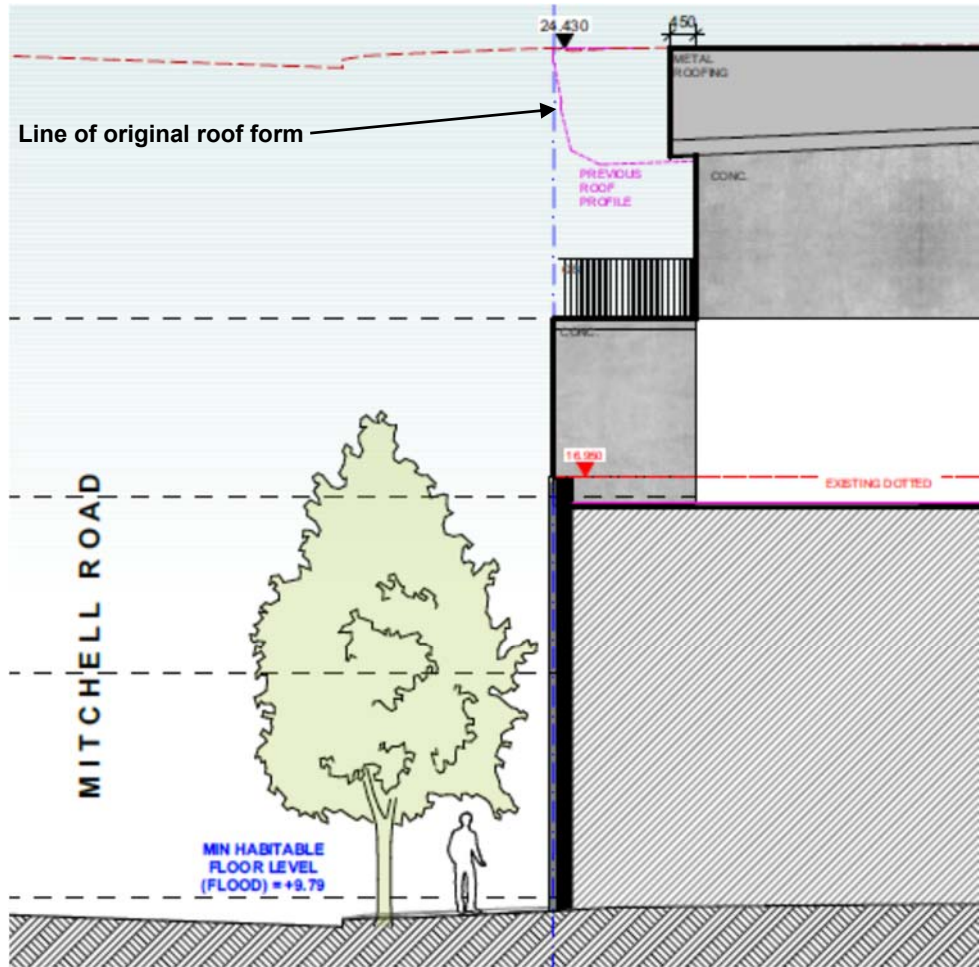 24.430
450
METAL
ROOFING
Line of original roof form
PREVIOUS
ROOF
PROFILE
CONC.
CONC.
16.950
EXISTING DOTTED
MITCHELL ROAD
MIN HABITABLE
FLOOR LEVEL
(FLOOD) = +9.79